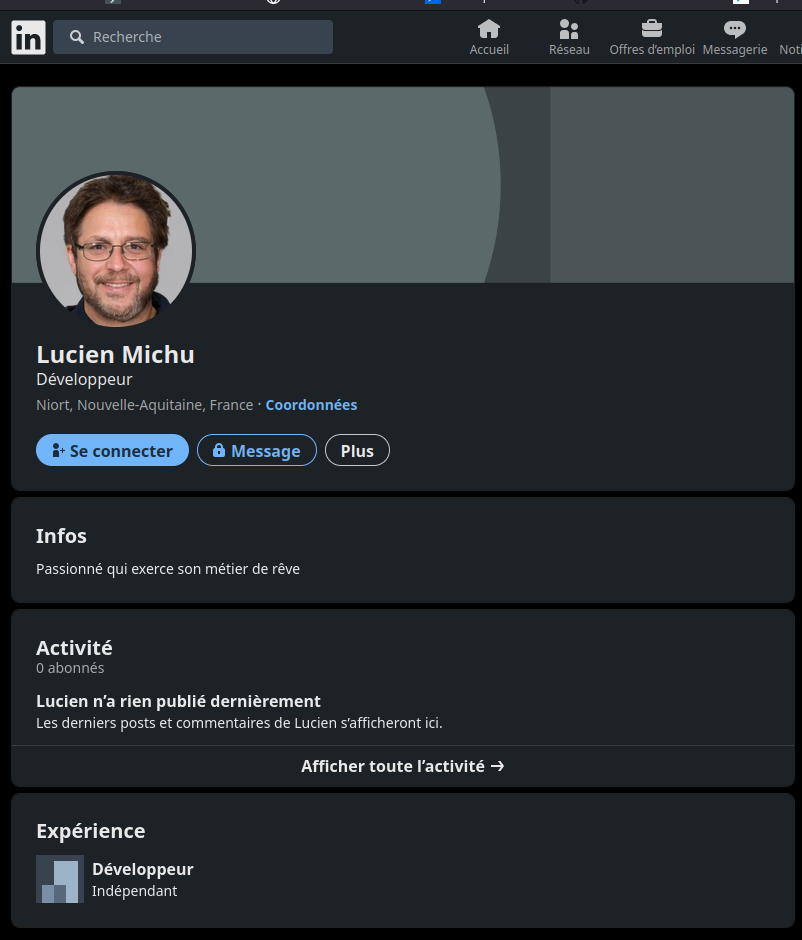 in
Recherche
Accueil
Réseau
Offres d’emploi
Messagerie
Lucien Michu
Développeur
Niort, Nouvelle-Aquitaine, France · Coordonnées
Se connecter
Message
Plus
Infos
Passionné qui exerce son métier de rêve
Activité
0 abonnés
Lucien n’a rien publié dernièrement
Les derniers posts et commentaires de Lucien s’afficheront ici.
Afficher toute l’activité →
Expérience
Développeur
Indépendant